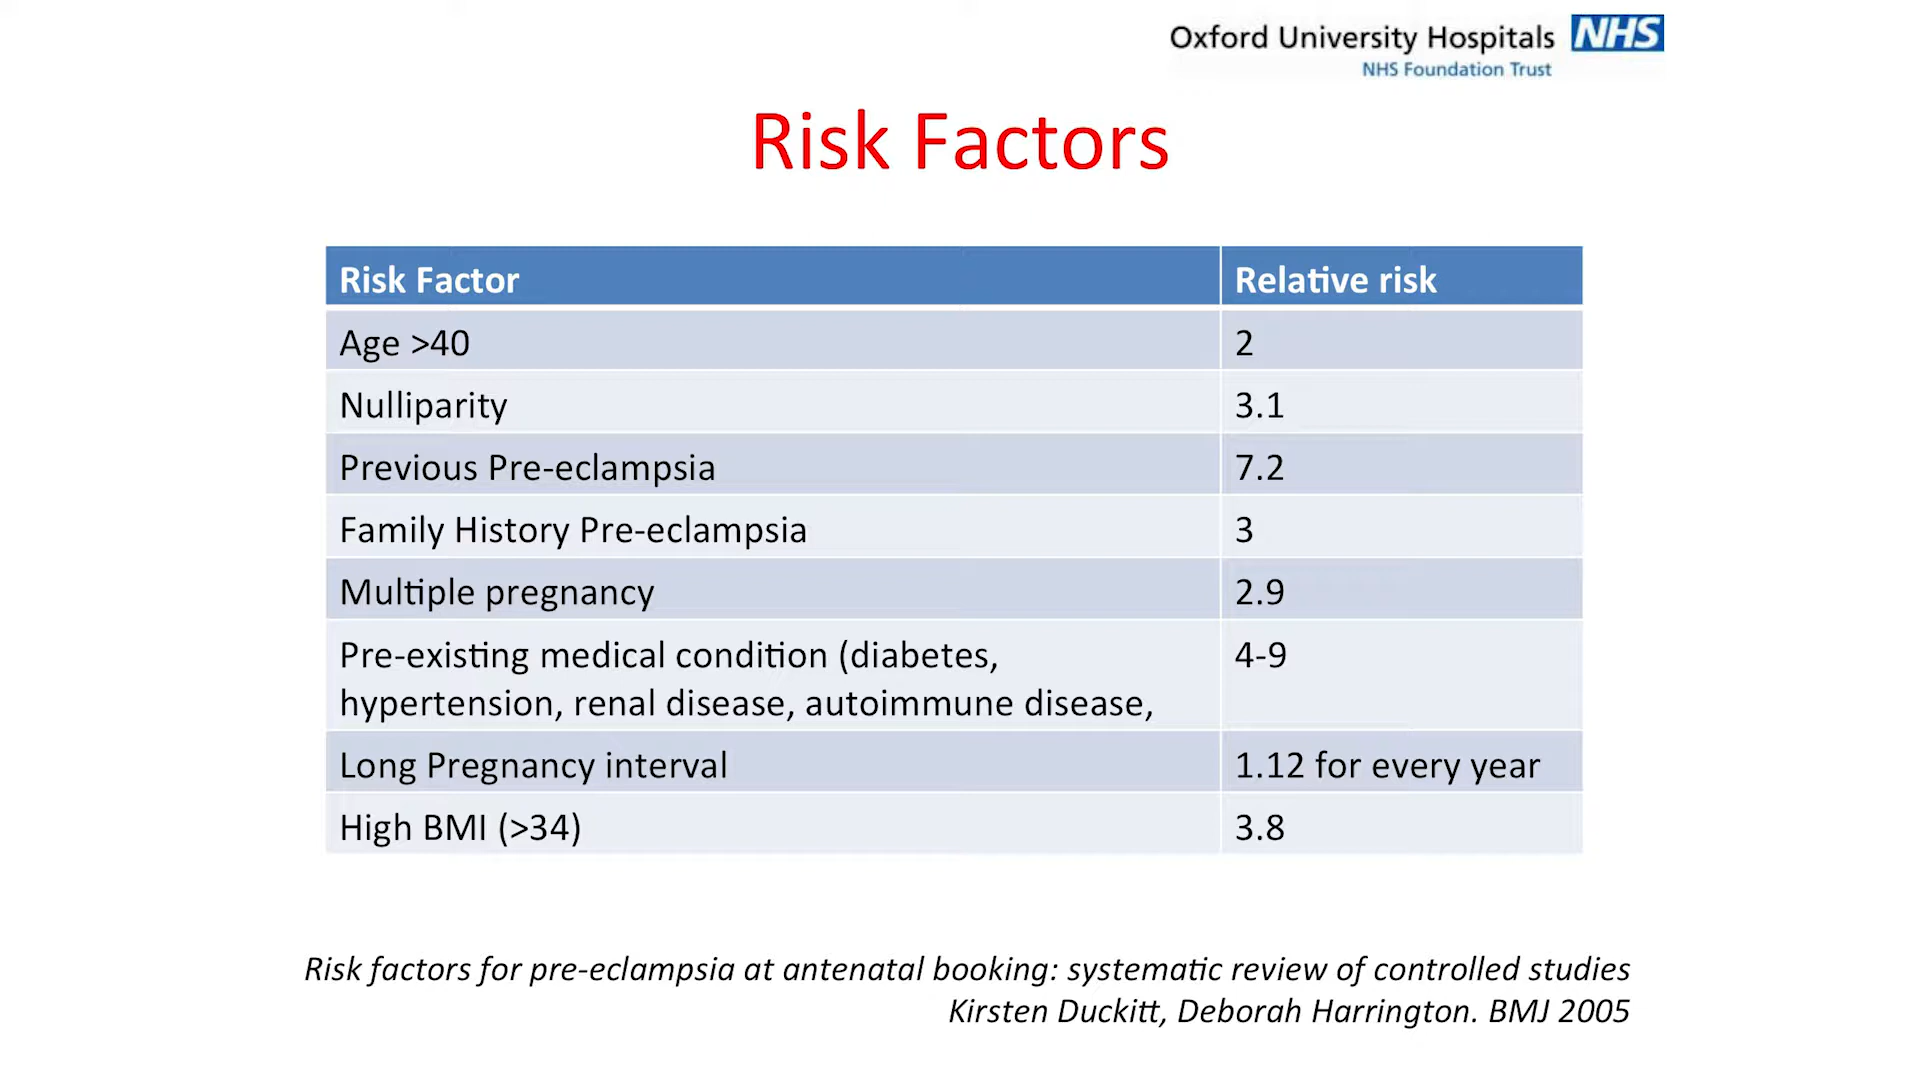 Oxford University Hospitals NHS
NHS Foundation Trust
Risk Factors
Risk Factor Relative risk
Age >40 2
Nulliparity 3.1
Previous Pre-eclampsia 7.2
Family History Pre-eclampsia 3
Multiple pregnancy 2.9
Pre-existing medical condition (diabetes, 4-9
hypertension, renal disease, autoimmune disease,
Long Pregnancy interval 1.12 for every year
High BMI (>34) 3.8
Risk factors for pre-eclampsia at antenatal booking: systematic review of controlled studies
Kirsten Duckitt, Deborah Harrington. BMJ 2005